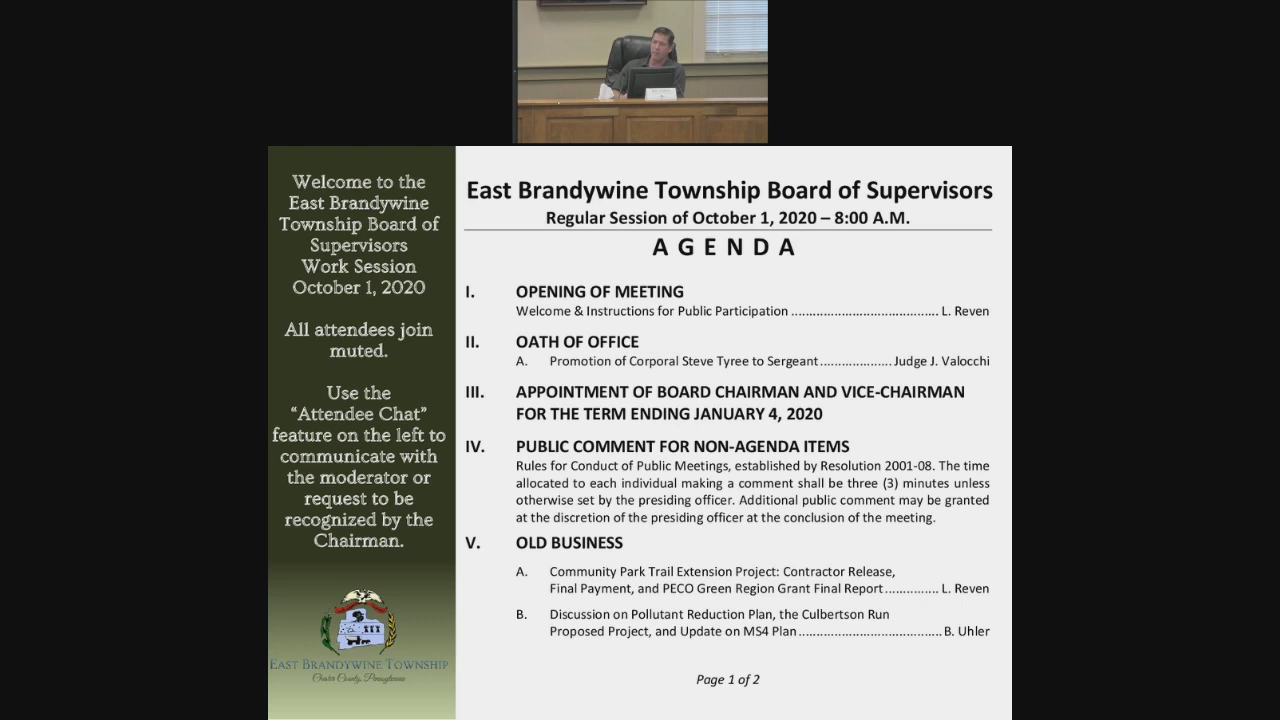 Welcome to the
East Brandywine
Township Board of
Supervisors
Work Session
October 1, 2020
All attendees join
muted.
Use the
“Attendee Chat”
feature on the left to
communicate with
the moderator or
request to be
recognized by the
Chairman.
EAST BRANDYWINE TOWNSHIP
Chester County, Pennsylvania
East Brandywine Township Board of Supervisors
Regular Session of October 1, 2020 – 8:00 A.M.
A G E N D A
I. OPENING OF MEETING
Welcome & Instructions for Public Participation ........................................ L. Reven
II. OATH OF OFFICE
A. Promotion of Corporal Steve Tyree to Sergeant ................... Judge J. Valocchi
III. APPOINTMENT OF BOARD CHAIRMAN AND VICE-CHAIRMAN
FOR THE TERM ENDING JANUARY 4, 2020
IV. PUBLIC COMMENT FOR NON-AGENDA ITEMS
Rules for Conduct of Public Meetings, established by Resolution 2001-08. The time
allocated to each individual making a comment shall be three (3) minutes unless
otherwise set by the presiding officer. Additional public comment may be granted
at the discretion of the presiding officer at the conclusion of the meeting.
V. OLD BUSINESS
A. Community Park Trail Extension Project: Contractor Release,
Final Payment, and PECO Green Region Grant Final Report .............. L. Reven
B. Discussion on Pollutant Reduction Plan, the Culbertson Run
Proposed Project, and Update on MS4 Plan ...................................... B. Uhler
Page 1 of 2